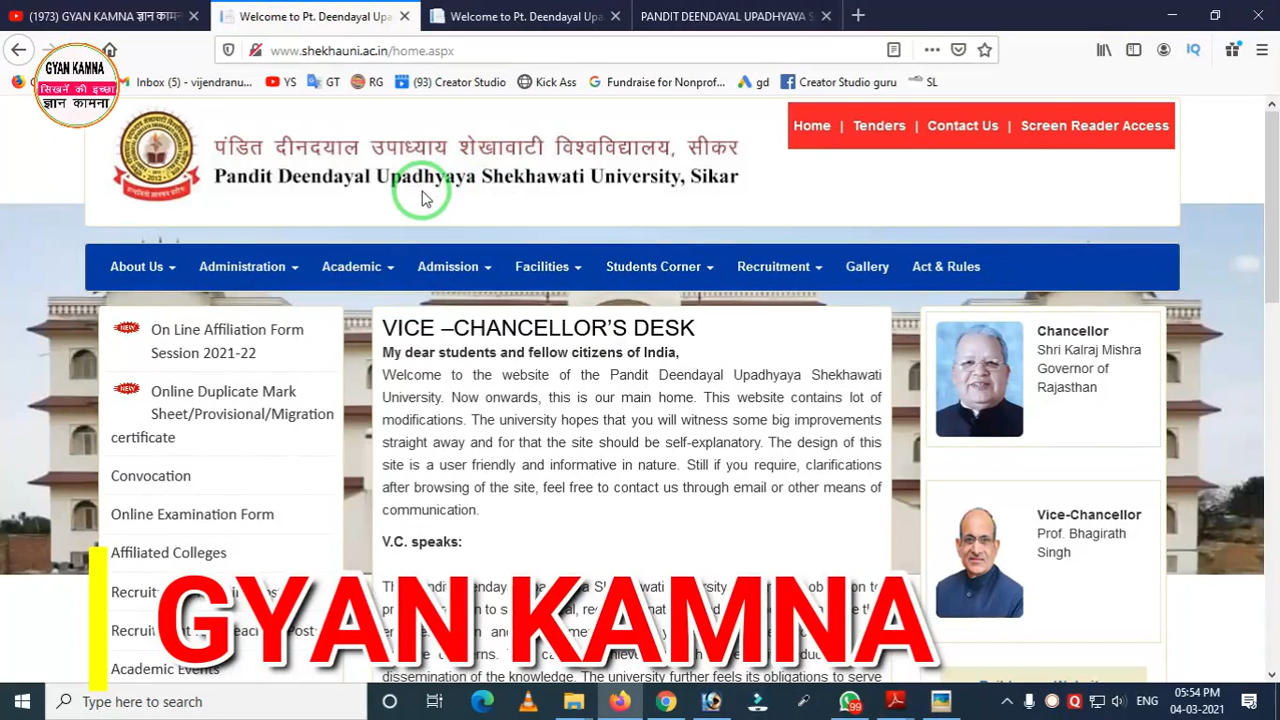 (1973) GYAN KAMNA ज्ञान कामन
Welcome to Pt. Deendayal Upa
Welcome to Pt. Deendayal Upa
PANDIT DEENDAYAL UPADHYAYA S
www.shekhauni.ac.in/home.aspx
IQ
GYAN KAMNA
सिखनें की इच्छा
ज्ञान कामना
Inbox (5) - vijendranu...
YS
GT
RG
(93) Creator Studio
Kick Ass
Fundraise for Nonprof...
gd
Creator Studio guru
SL
पंडित दीनदयाल उपाध्याय शेखावाटी विश्वविद्यालय, सीकर
Pandit Deendayal Upadhyaya Shekhawati University, Sikar
Home | Tenders | Contact Us | Screen Reader Access
About Us
Administration
Academic
Admission
Facilities
Students Corner
Recruitment
Gallery
Act & Rules
NEW On Line Affiliation Form
Session 2021-22
NEW Online Duplicate Mark
Sheet/Provisional/Migration
certificate
Convocation
Online Examination Form
Affiliated Colleges
Academic Events
VICE –CHANCELLOR'S DESK
My dear students and fellow citizens of India,
Welcome to the website of the Pandit Deendayal Upadhyaya Shekhawati
University. Now onwards, this is our main home. This website contains lot of
modifications. The university hopes that you will witness some big improvements
straight away and for that the site should be self-explanatory. The design of this
site is a user friendly and informative in nature. Still if you require, clarifications
after browsing of the site, feel free to contact us through email or other means of
communication.
V.C. speaks:
dissemination of the knowledge. The university further feels its obligations to serve
Chancellor
Shri Kalraj Mishra
Governor of
Rajasthan
Vice-Chancellor
Prof. Bhagirath
Singh
GYAN KAMNA
Type here to search
99
ENG
05:54 PM
04-03-2021